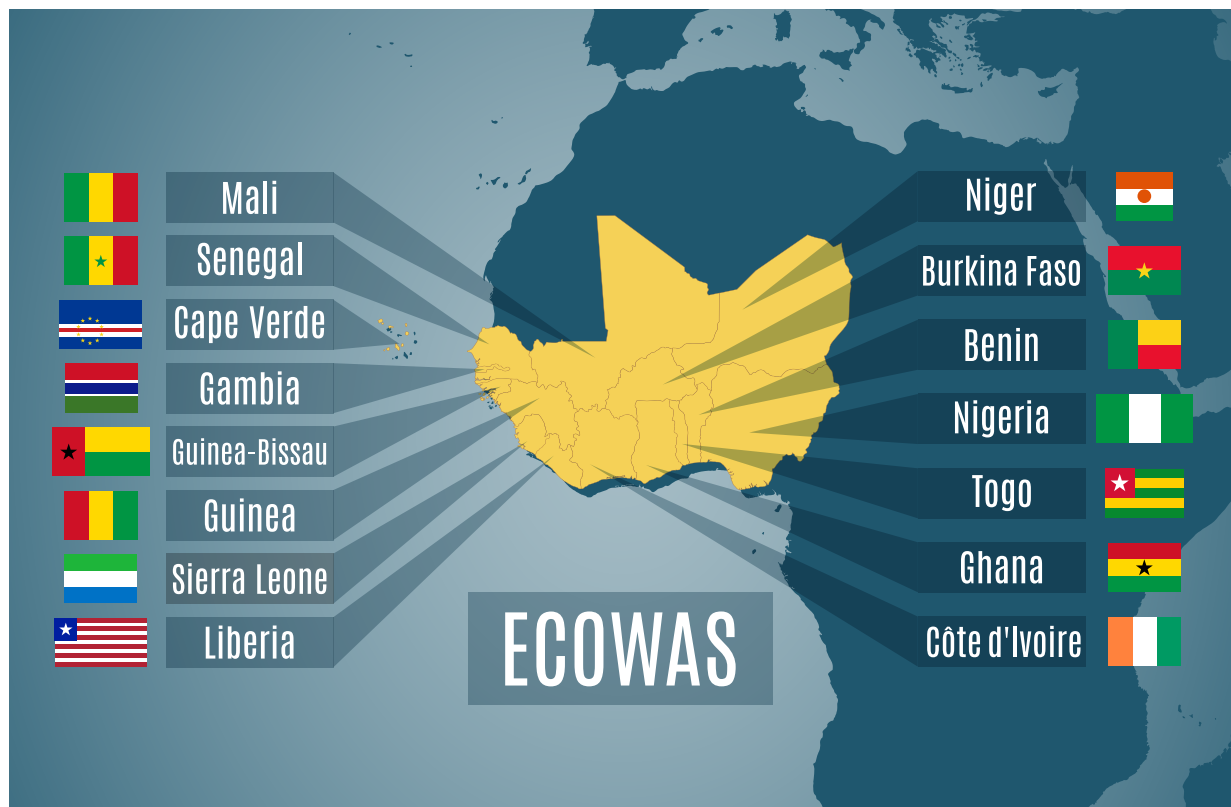 Mali
Senegal
Cape Verde
Gambia
Guinea-Bissau
Guinea
Sierra Leone
Liberia
Niger
Burkina Faso
Benin
Nigeria
Togo
Ghana
Côte d'Ivoire
ECOWAS